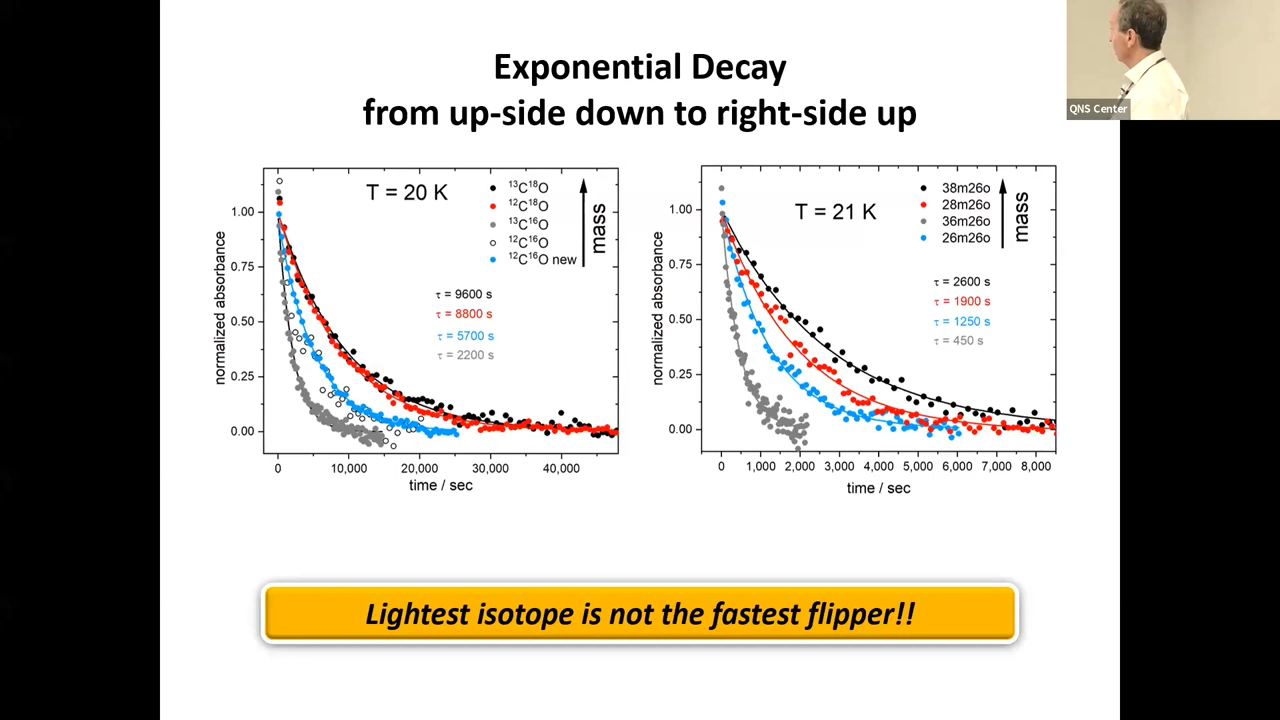 Exponential Decay
from up-side down to right-side up
QNS Center
T = 20 K
¹³C¹⁸O
¹²C¹⁸O
¹³C¹⁶O
¹²C¹⁶O
¹²C¹⁶O new
mass
τ = 9600 s
τ = 8800 s
τ = 5700 s
τ = 2200 s
normalized absorbance
1.00
0.75
0.50
0.25
0.00
0 10,000 20,000 30,000 40,000
time / sec
T = 21 K
38m26o
28m26o
36m26o
26m26o
mass
τ = 2600 s
τ = 1900 s
τ = 1250 s
τ = 450 s
normalized absorbance
1.00
0.75
0.50
0.25
0.00
0 1,000 2,000 3,000 4,000 5,000 6,000 7,000 8,000
time / sec
Lightest isotope is not the fastest flipper!!